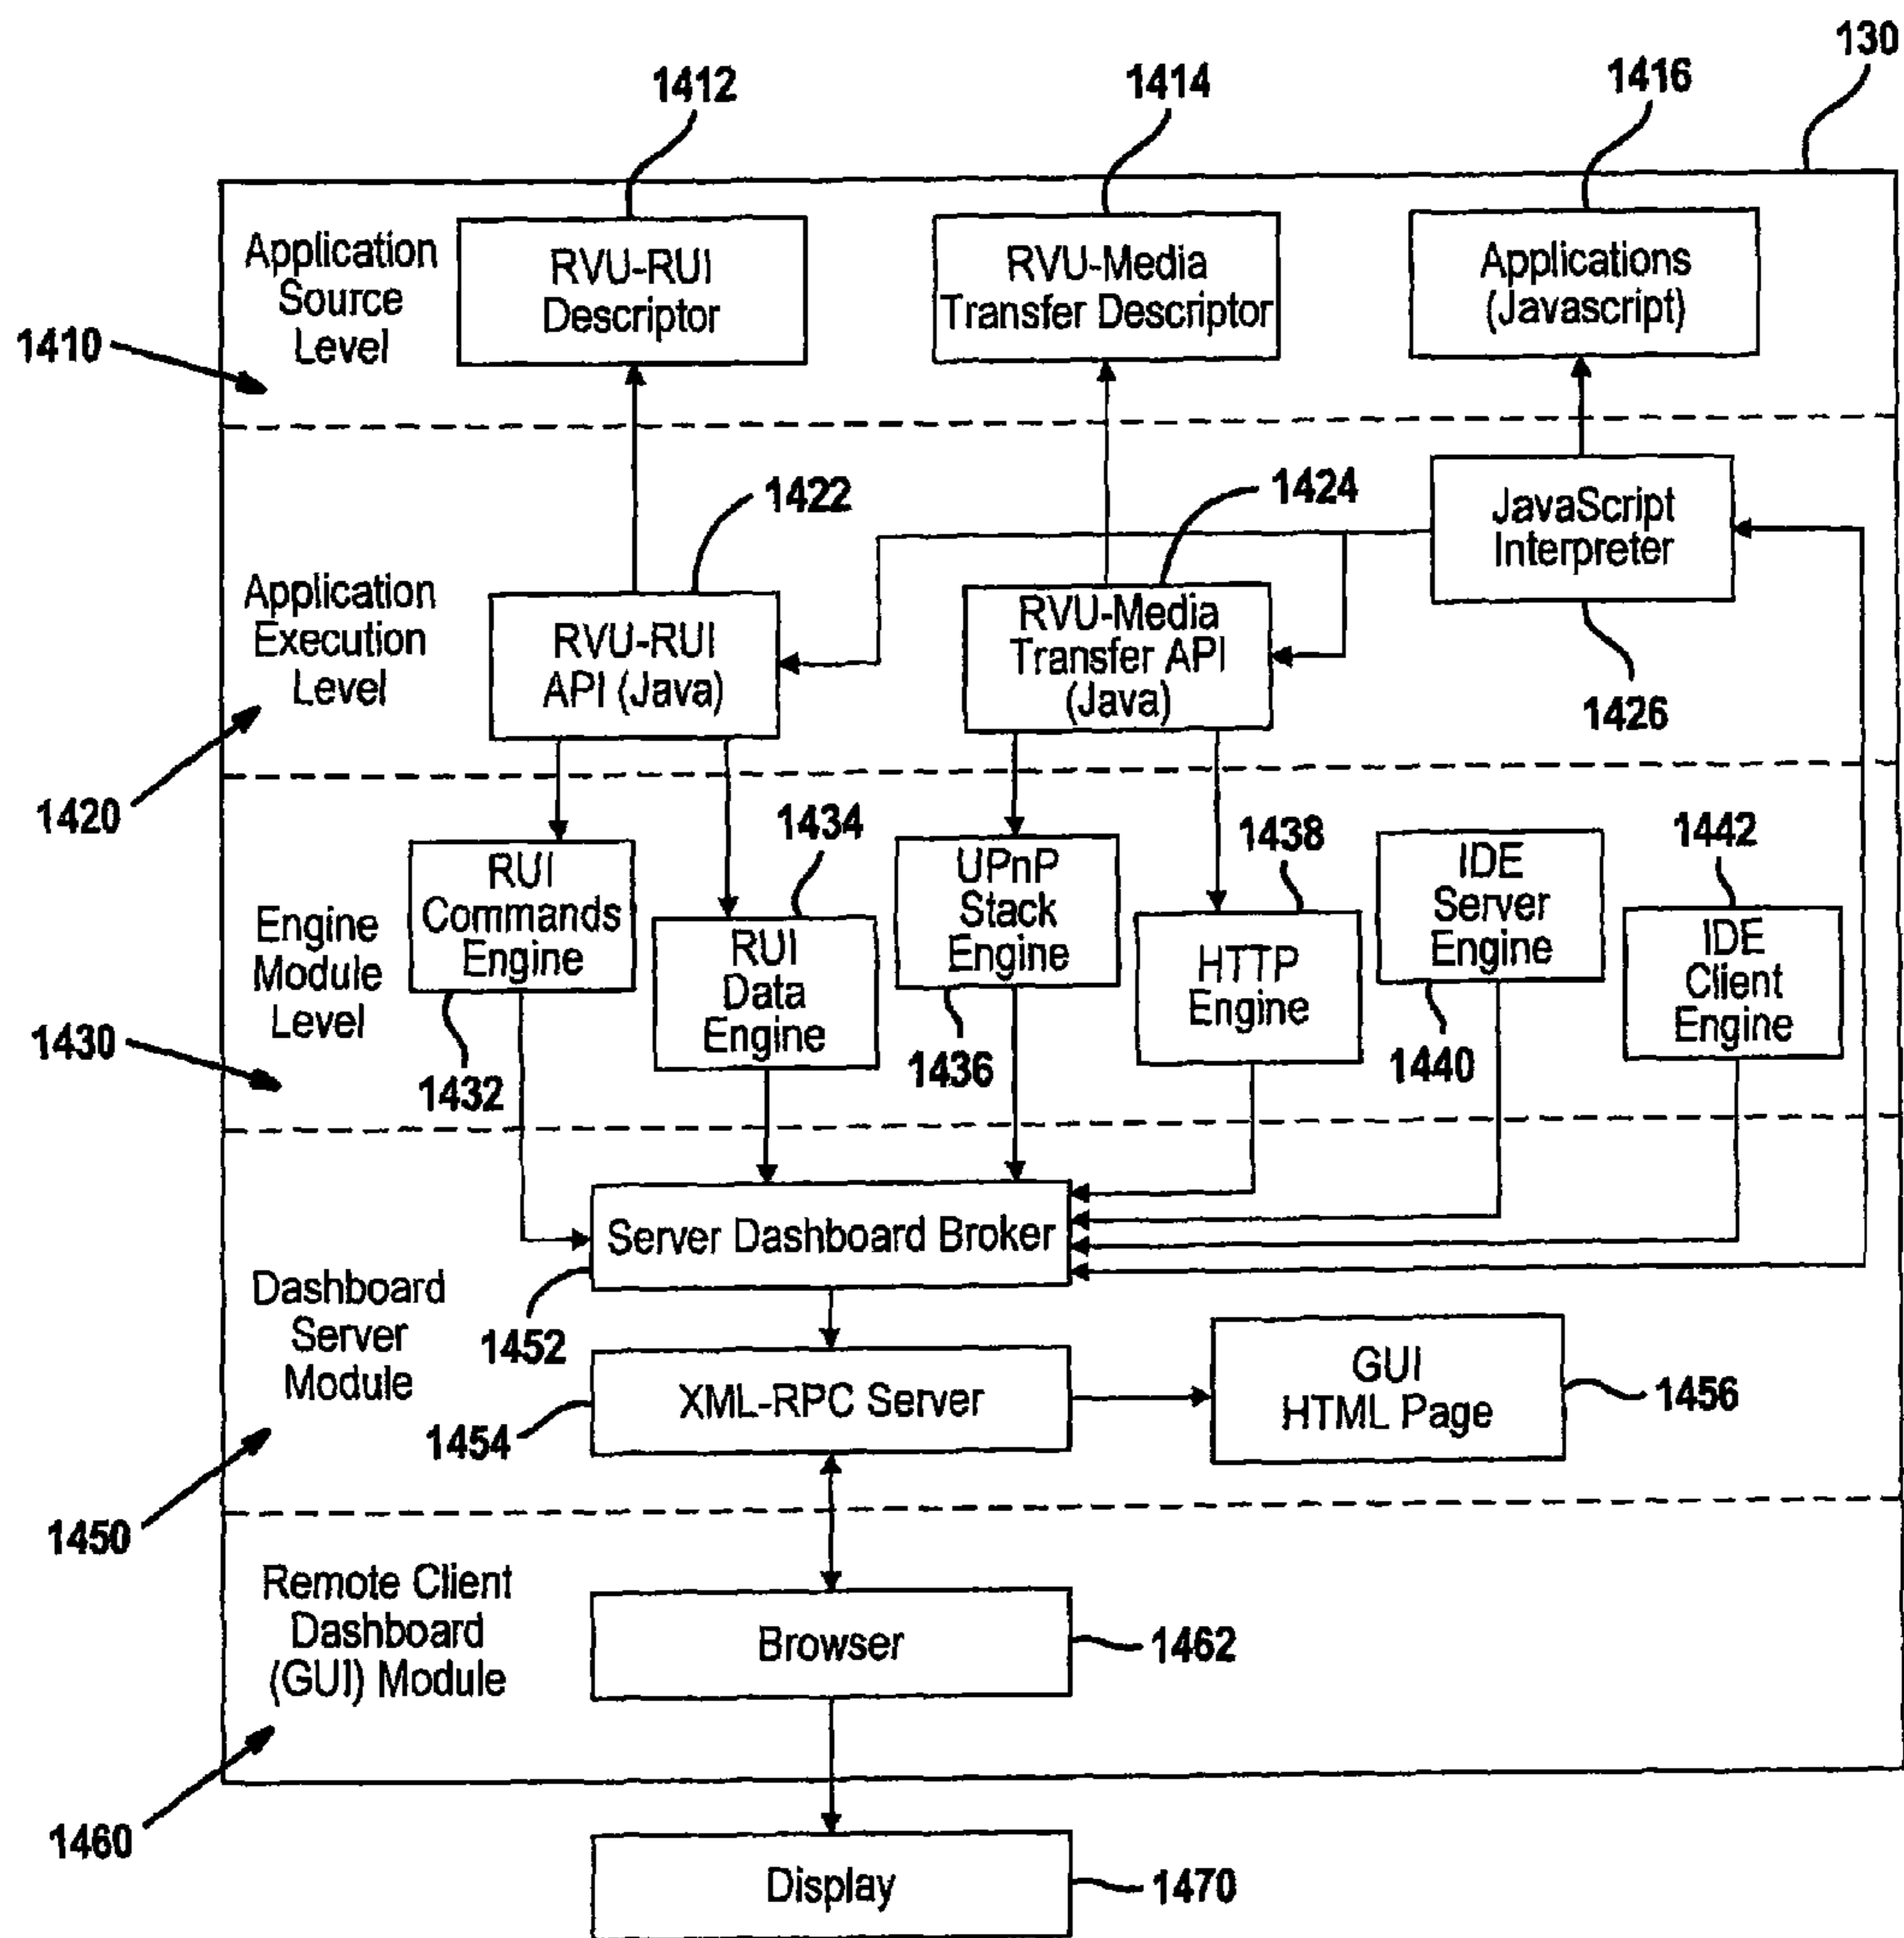 130
1412
1414
1416
Application
Source
Level
RVU-RUI
Descriptor
RVU-Media
Transfer Descriptor
Applications
(Javascript)
1410
1422
1424
JavaScript
Interpreter
Application
Execution
Level
RVU-RUI
API (Java)
RVU-Media
Transfer API
(Java)
1426
1420
1434
1438
1442
RUI
Commands
Engine
RUI
Data
Engine
UPnP
Stack
Engine
HTTP
Engine
IDE
Server
Engine
IDE
Client
Engine
Engine
Module
Level
1430
1432
1436
1440
Server Dashboard Broker
Dashboard
Server
Module
1452
XML-RPC Server
GUI
HTML Page
1456
1454
1450
Remote Client
Dashboard
(GUI) Module
Browser
1462
1460
Display
1470